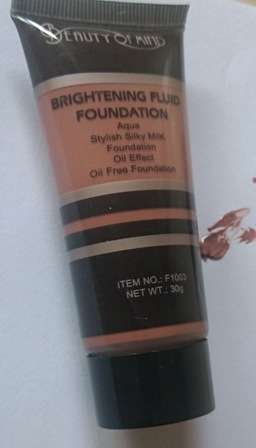 BEAUTY OF MIND
BRIGHTENING FLUID
FOUNDATION
Aqua
Stylish Silky Milk
Foundation
Oil Effect
Oil Free Foundation
ITEM NO.: F1003
NET WT.: 30g